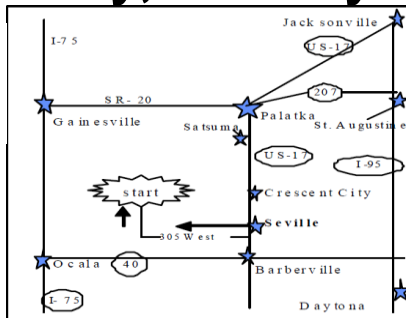 Jacksonville
I-75
US-17
SR- 20
207
Gainesville
Palatka
St. Augustine
Satsuma
US-17
I-95
start
Crescent City
Seville
305 West
Ocala
40
Barberville
I- 75
Daytona